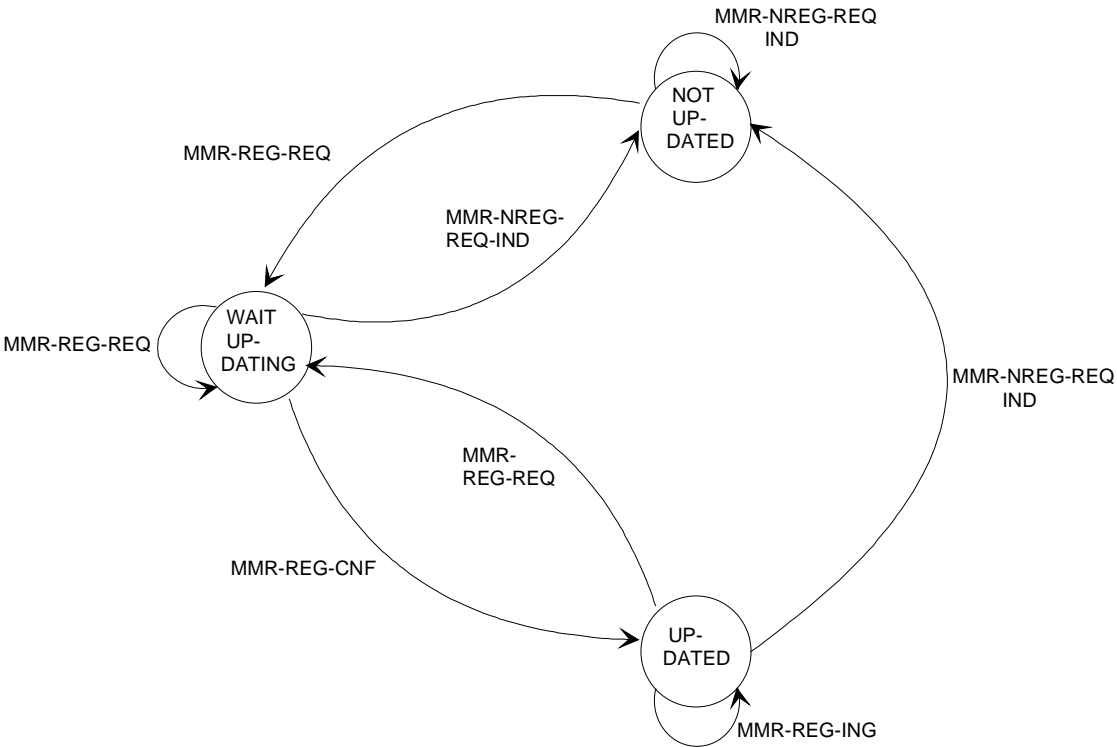 MMR-NREG-REQ
IND
NOT
UP-
DATED
MMR-REG-REQ
MMR-NREG-
REQ-IND
WAIT
UP-
DATING
MMR-REG-REQ
MMR-NREG-REQ
IND
MMR-
REG-REQ
MMR-REG-CNF
UP-
DATED
MMR-REG-ING